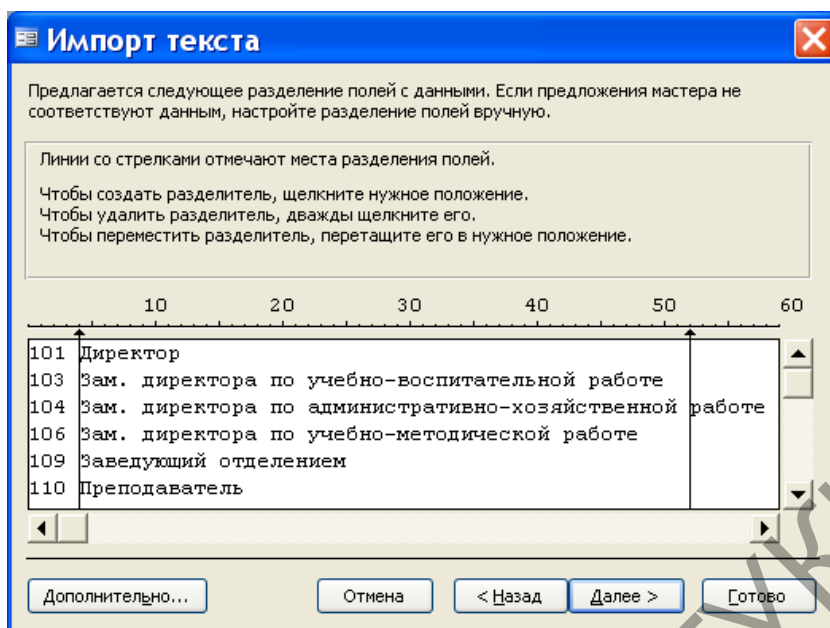 Импорт текста
Предлагается следующее разделение полей с данными. Если предложения мастера не
соответствуют данным, настройте разделение полей вручную.
Линии со стрелками отмечают места разделения полей.
Чтобы создать разделитель, щелкните нужное положение.
Чтобы удалить разделитель, дважды щелкните его.
Чтобы переместить разделитель, перетащите его в нужное положение.
10 20 30 40 50 60
101 Директор
103 Зам. директора по учебно-воспитательной работе
104 Зам. директора по административно-хозяйственной работе
106 Зам. директора по учебно-методической работе
109 Заведующий отделением
110 Преподаватель
Дополнительно... Отмена < Назад Далее > Готово